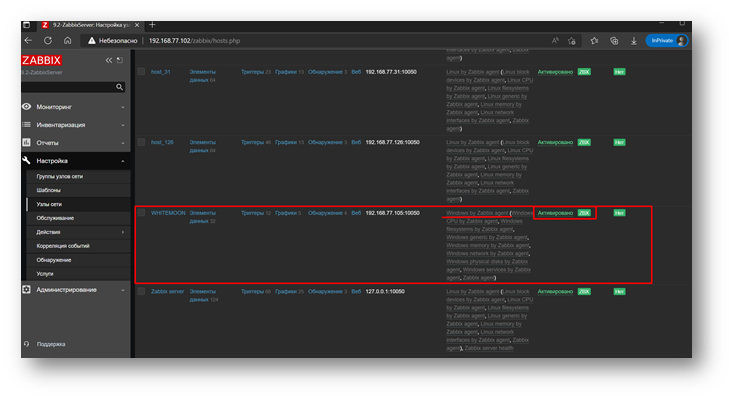 9.2-ZabbixServer: Настройка узл
Небезопасно 192.168.77.102/zabbix/hosts.php
InPrivate
ZABBIX
9.2-ZabbixServer
Мониторинг
Инвентаризация
Отчеты
Настройка
Группы узлов сети
Шаблоны
Узлы сети
Обслуживание
Действия
Корреляция событий
Обнаружение
Услуги
Администрирование
Поддержка
interfaces by Zabbix agent, Zabbix
agent)
host_31 Элементы данных 64 Триггеры 23 Графики 13 Обнаружение 3 Веб 192.168.77.31:10050 Linux by Zabbix agent (Linux block Активировано ZBX Нет
devices by Zabbix agent, Linux CPU
by Zabbix agent, Linux filesystems
by Zabbix agent, Linux generic by
Zabbix agent, Linux memory by
Zabbix agent, Linux network
interfaces by Zabbix agent, Zabbix
agent)
host_126 Элементы данных 84 Триггеры 46 Графики 13 Обнаружение 3 Веб 192.168.77.126:10050 Linux by Zabbix agent (Linux block Активировано ZBX Нет
devices by Zabbix agent, Linux CPU
by Zabbix agent, Linux filesystems
by Zabbix agent, Linux generic by
Zabbix agent, Linux memory by
Zabbix agent, Linux network
interfaces by Zabbix agent, Zabbix
agent)
WHITEMOON Элементы данных 32 Триггеры 12 Графики 5 Обнаружение 4 Веб 192.168.77.105:10050 Windows by Zabbix agent (Windows Активировано ZBX Нет
CPU by Zabbix agent, Windows
filesystems by Zabbix agent,
Windows generic by Zabbix agent,
Windows memory by Zabbix agent,
Windows network by Zabbix agent,
Windows physical disks by Zabbix
agent, Windows services by Zabbix
agent, Zabbix agent)
Zabbix server Элементы данных 124 Триггеры 68 Графики 25 Обнаружение 3 Веб 127.0.0.1:10050 Linux by Zabbix agent (Linux block Активировано ZBX Нет
devices by Zabbix agent, Linux CPU
by Zabbix agent, Linux filesystems
by Zabbix agent, Linux generic by
Zabbix agent, Linux memory by
Zabbix agent, Linux network
interfaces by Zabbix agent, Zabbix
agent), Zabbix server health